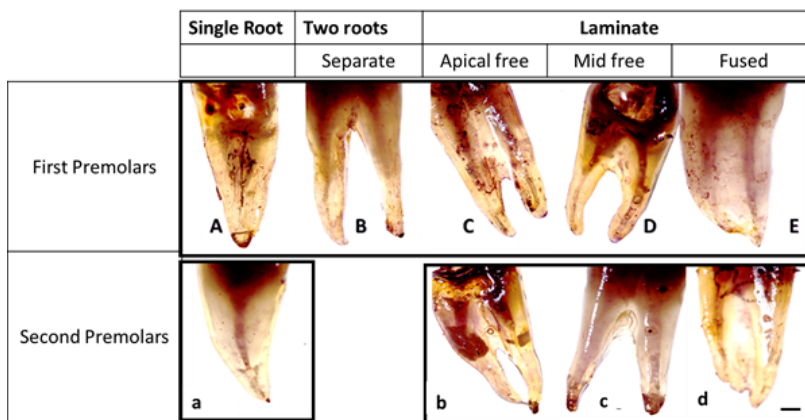 Single Root Two roots Laminate
Separate Apical free Mid free Fused
First Premolars
A B C D E
Second Premolars
a b c d